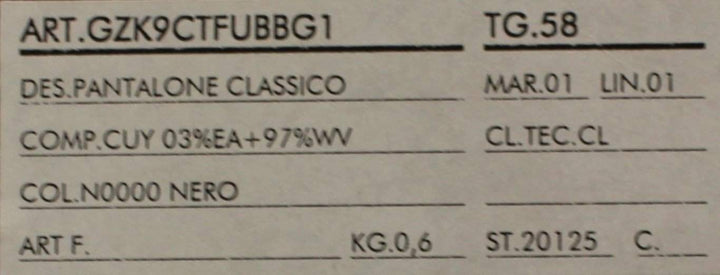 ART.GZK9CTFUBBG1 TG.58
DES.PANTALONE CLASSICO MAR.01 LIN.01
COMP.CUY 03%EA+97%WV CL.TEC.CL
COL.N0000 NERO
ART F. KG.0,6 ST.20125 C.